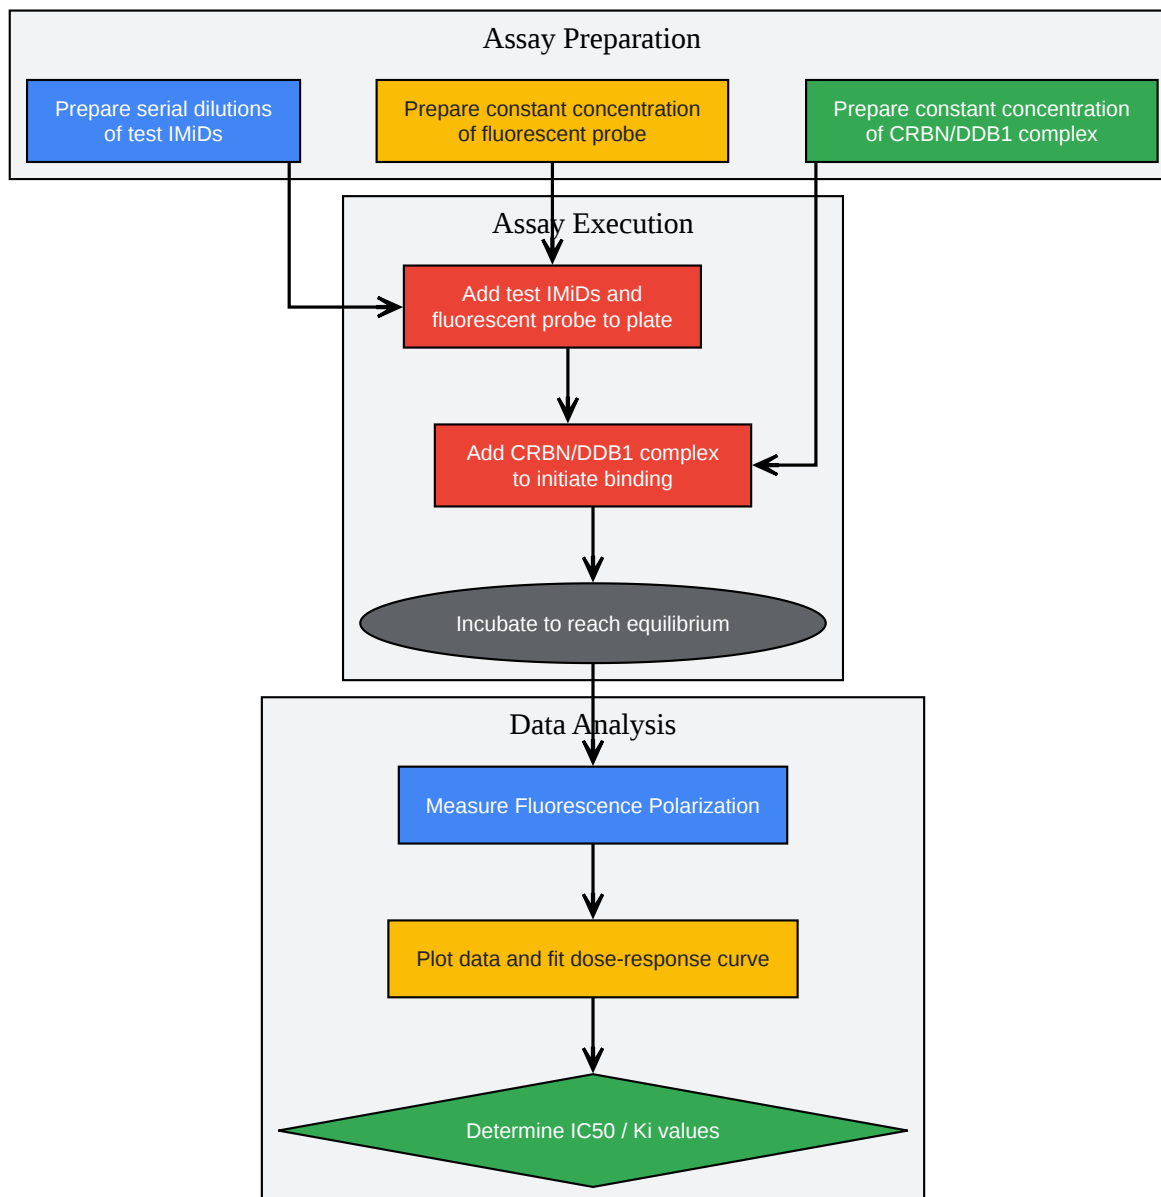 Assay Preparation
Prepare serial dilutions
of test IMiDs
Prepare constant concentration
of fluorescent probe
Prepare constant concentration
of CRBN/DDB1 complex
Assay Execution
Add test IMiDs and
fluorescent probe to plate
Add CRBN/DDB1 complex
to initiate binding
Incubate to reach equilibrium
Data Analysis
Measure Fluorescence Polarization
Plot data and fit dose-response curve
Determine IC50 / Ki values